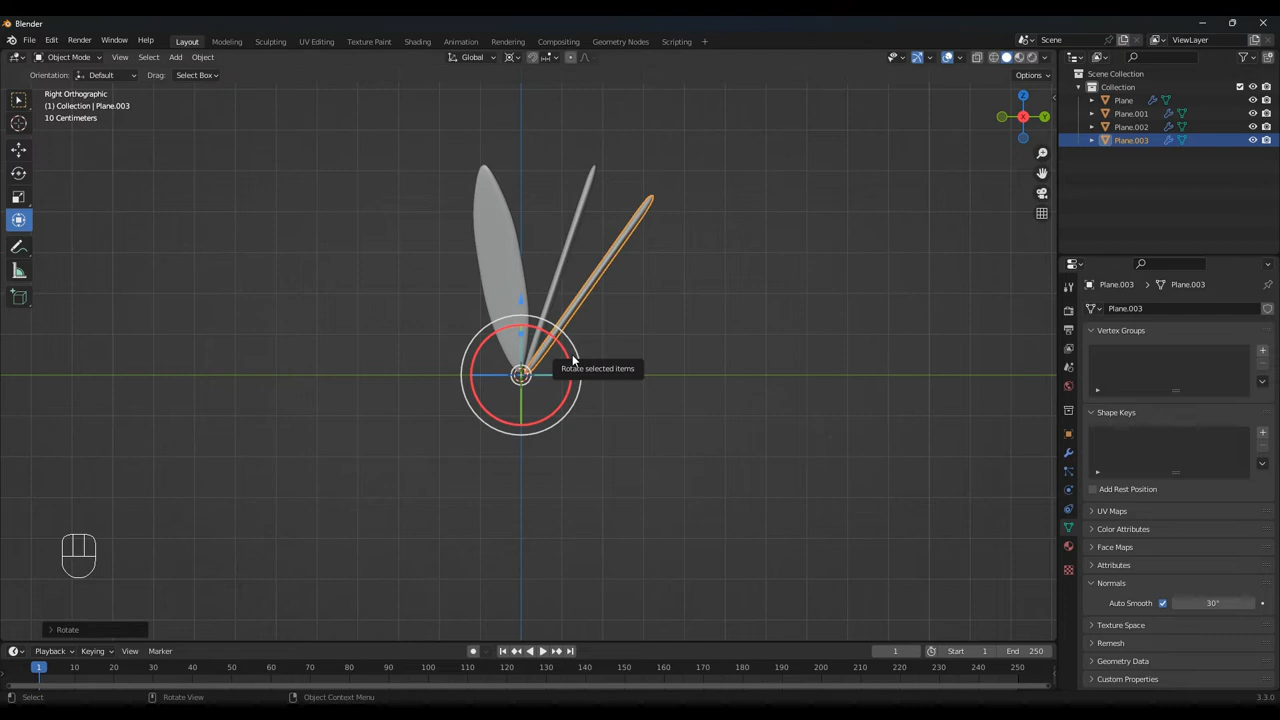 Blender
File Edit Render Window Help Layout Modeling Sculpting UV Editing Texture Paint Shading Animation Rendering Compositing Geometry Nodes Scripting + Scene ViewLayer
Object Mode View Select Add Object Global
Orientation: Default Drag: Select Box Options
Right Orthographic
(1) Collection | Plane.003
10 Centimeters
Z
X
Y
Rotate selected items
Rotate
Scene Collection
Collection
Plane
Plane.001
Plane.002
Plane.003
Plane.003 > Plane.003
Plane.003
Vertex Groups
Shape Keys
Add Rest Position
UV Maps
Color Attributes
Face Maps
Attributes
Normals
Auto Smooth 30°
Texture Space
Remesh
Geometry Data
Custom Properties
Playback Keying View Marker 1 Start 1 End 250
1 10 20 30 40 50 60 70 80 90 100 110 120 130 140 150 160 170 180 190 200 210 220 230 240 250
Select Rotate View Object Context Menu 3.3.0